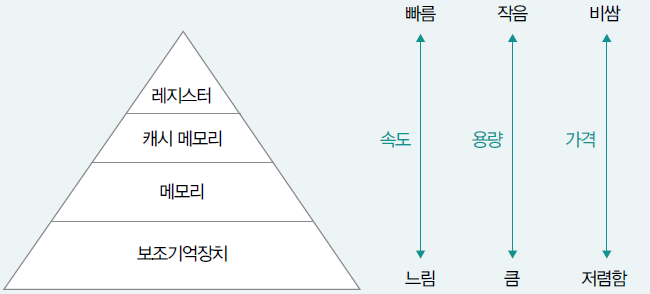 빠름 작음 비쌈
레지스터
캐시 메모리
속도 용량 가격
메모리
보조기억장치
느림 큼 저렴함